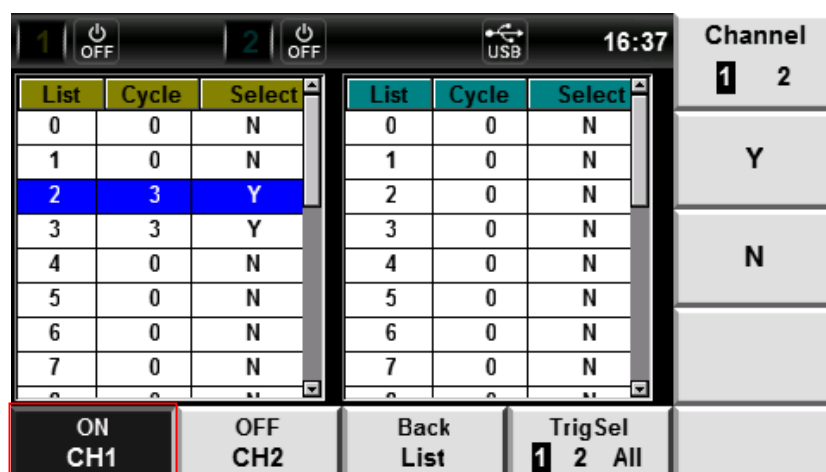 1 OFF 2 OFF USB 16:37
Channel
1 2
Y
N
List Cycle Select
0 0 N
1 0 N
2 3 Y
3 3 Y
4 0 N
5 0 N
6 0 N
7 0 N
List Cycle Select
0 0 N
1 0 N
2 0 N
3 0 N
4 0 N
5 0 N
6 0 N
7 0 N
ON
CH1
OFF
CH2
Back
List
TrigSel
1 2 All